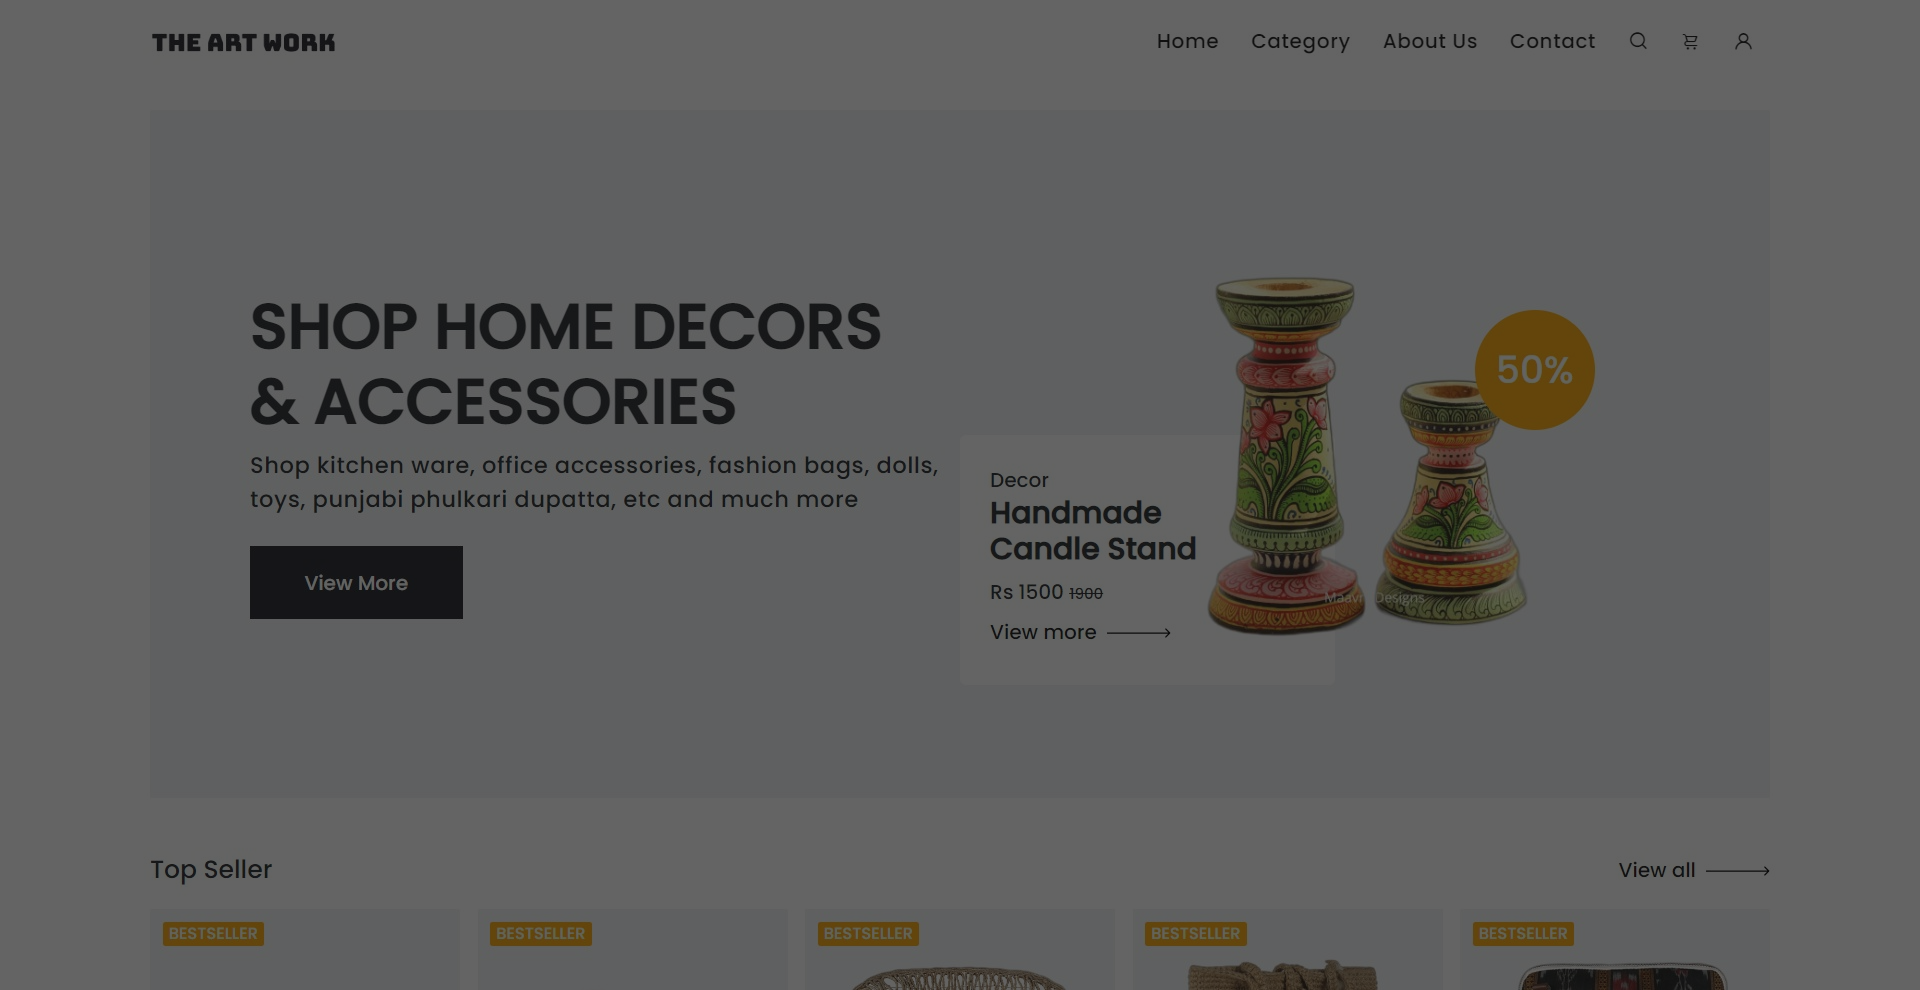 THE ART WORK
Home Category About Us Contact
SHOP HOME DECORS
& ACCESSORIES
Shop kitchen ware, office accessories, fashion bags, dolls,
toys, punjabi phulkari dupatta, etc and much more
View More
50%
Decor
Handmade
Candle Stand
Rs 1500 1900
View more
Designs
Top Seller
View all
BESTSELLER BESTSELLER BESTSELLER BESTSELLER BESTSELLER